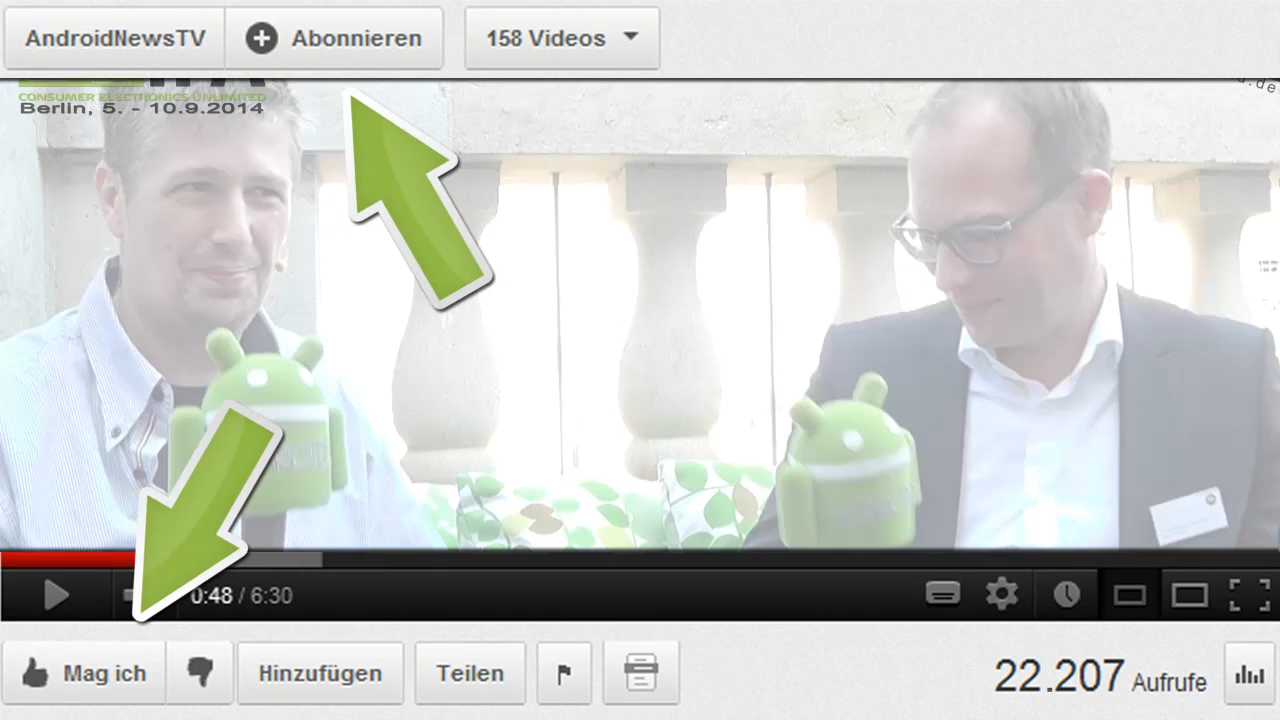 AndroidNewsTV
Abonnieren
158 Videos
CONSUMER ELECTRONICS UNLIMITED
Berlin, 5. - 10.9.2014
.de
0:48 / 6:30
Mag ich
Hinzufügen
Teilen
22.207 Aufrufe